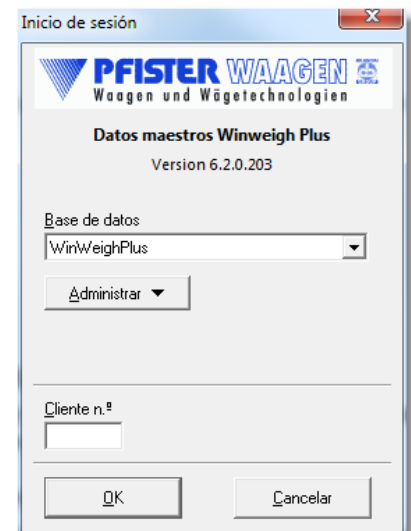 Inicio de sesión
PFISTER WAAGEN
Waagen und Wägetechnologien
Datos maestros Winweigh Plus
Version 6.2.0.203
Base de datos
WinWeighPlus
Administrar
Cliente n.º
OK
Cancelar